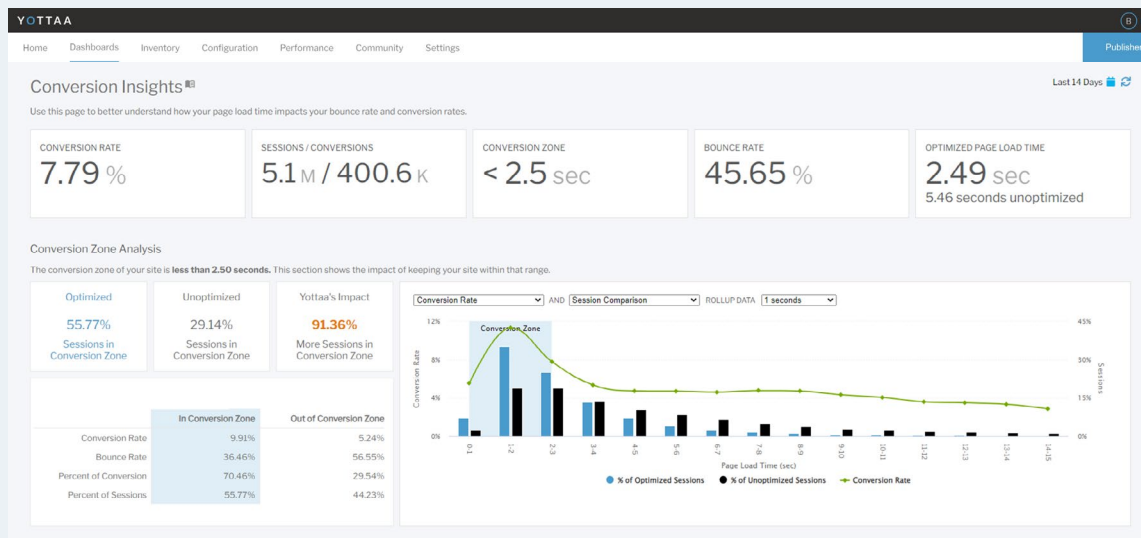 YOTTAA
B
Home Dashboards Inventory Configuration Performance Community Settings
Publishe
Conversion Insights
Last 14 Days
Use this page to better understand how your page load time impacts your bounce rate and conversion rates.
CONVERSION RATE
7.79 %
SESSIONS / CONVERSIONS
5.1 M / 400.6 K
CONVERSION ZONE
< 2.5 sec
BOUNCE RATE
45.65 %
OPTIMIZED PAGE LOAD TIME
2.49 sec
5.46 seconds unoptimized
Conversion Zone Analysis
The conversion zone of your site is less than 2.50 seconds. This section shows the impact of keeping your site within that range.
Optimized
55.77%
Sessions in
Conversion Zone
Unoptimized
29.14%
Sessions in
Conversion Zone
Yottaa's Impact
91.36%
More Sessions in
Conversion Zone
In Conversion Zone Out of Conversion Zone
Conversion Rate 9.91% 5.24%
Bounce Rate 36.46% 56.55%
Percent of Conversion 70.46% 29.54%
Percent of Sessions 55.77% 44.23%
Conversion Rate AND Session Comparison ROLLUP DATA 1 seconds
Conversion Zone
12%
8%
4%
0%
Conversion Rate
45%
30%
15%
0%
Sessions
0-1 1-2 2-3 3-4 4-5 5-6 6-7 7-8 8-9 9-10 10-11 11-12 12-13 13-14 14-15
Page Load Time (sec)
% of Optimized Sessions % of Unoptimized Sessions Conversion Rate